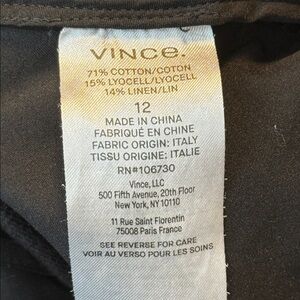 VINCE.
71% COTTON/COTON
15% LYOCELL/LYOCELL
14% LINEN/LIN
12
MADE IN CHINA
FABRIQUÉ EN CHINE
FABRIC ORIGIN: ITALY
TISSU ORIGINE: ITALIE
RN#106730
Vince, LLC
500 Fifth Avenue, 20th Floor
New York, NY 10110
11 Rue Saint Florentin
75008 Paris France
SEE REVERSE FOR CARE
VOIR AU VERSO POUR LES SOINS